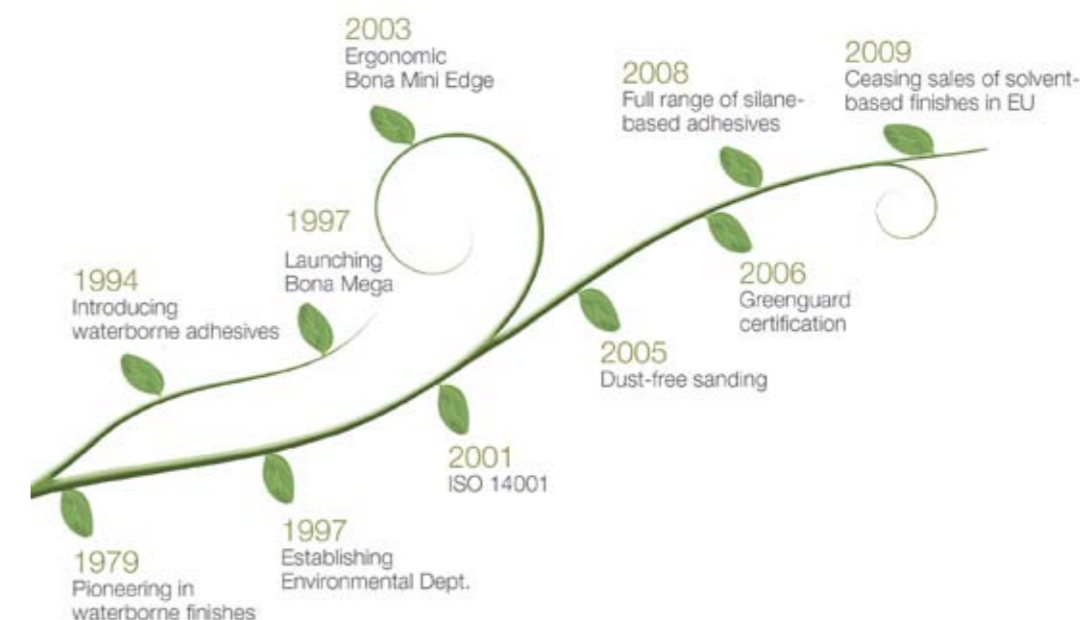 2003
Ergonomic
Bona Mini Edge
2008
Full range of silane-
based adhesives
2009
Ceasing sales of solvent-
based finishes in EU
1997
Launching
Bona Mega
1994
Introducing
waterborne adhesives
2006
Greenguard
certification
2005
Dust-free sanding
2001
ISO 14001
1997
Establishing
Environmental Dept.
1979
Pioneering in
waterborne finishes